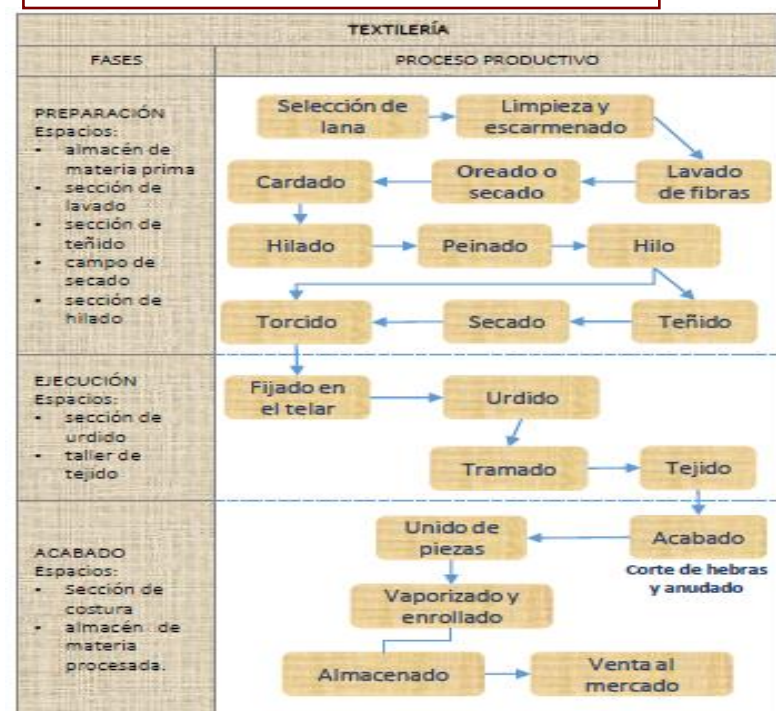 TEXTILERÍA
FASES
PROCESO PRODUCTIVO
PREPARACIÓN
Espacios:
• almacén de
materia prima
• sección de
lavado
• sección de
teñido
• campo de
secado
• sección de
hilado
Selección de
lana
Limpieza y
escarmenado
Cardado
Oreado o
secado
Lavado
de fibras
Hilado
Peinado
Hilo
Torcido
Secado
Teñido
EJECUCIÓN
Espacios:
• sección de
urdido
• taller de
tejido
Fijado en
el telar
Urdido
Tramado
Tejido
ACABADO
Espacios:
• Sección de
costura
• almacén de
materia
procesada.
Unido de
piezas
Acabado
Corte de hebras
y anudado
Vaporizado y
enrollado
Almacenado
Venta al
mercado